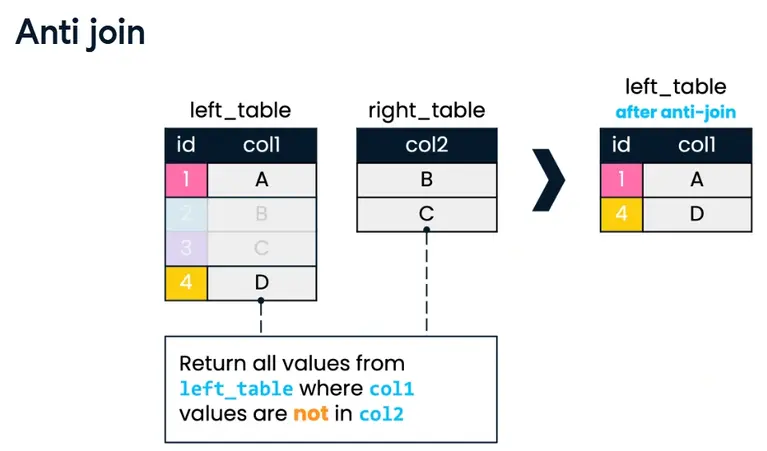 Anti join
left_table
right_table
left_table
after anti-join
id col1
col2
id col1
1 A
B
1 A
2 B
C
4 D
3 C
4 D
Return all values from
left_table where col1
values are not in col2